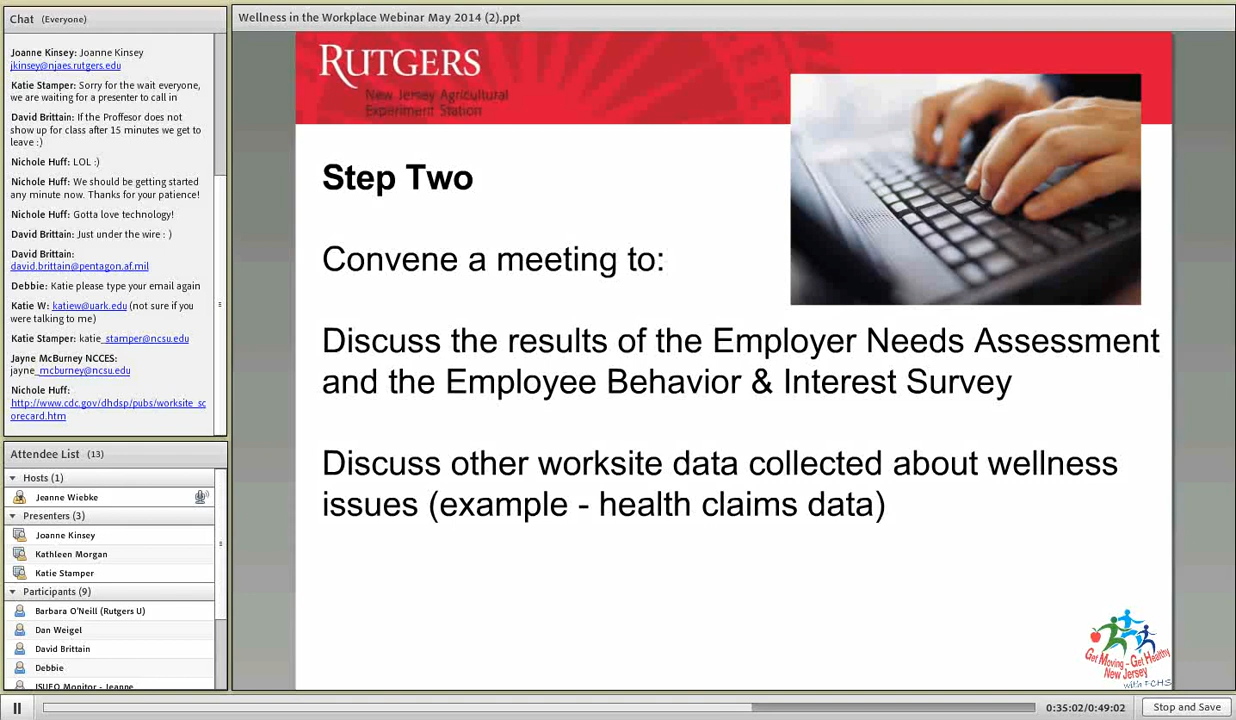 Chat (Everyone)
Joanne Kinsey: Joanne Kinsey
jkinsey@njaes.rutgers.edu
Katie Stamper: Sorry for the wait everyone,
we are waiting for a presenter to call in
David Brittain: If the Proffesor does not
show up for class after 15 minutes we get to
leave :)
Nichole Huff: LOL :)
Nichole Huff: We should be getting started
any minute now. Thanks for your patience!
Nichole Huff: Gotta love technology!
David Brittain: Just under the wire : )
David Brittain:
david.brittain@pentagon.af.mil
Debbie: Katie please type your email again
Katie W: katiew@uark.edu (not sure if you
were talking to me)
Katie Stamper: katie_stamper@ncsu.edu
Jayne McBurney NCCES:
jayne_mcburney@ncsu.edu
Nichole Huff:
http://www.cdc.gov/dhdsp/pubs/worksite_sc
orecard.htm
Attendee List (13)
Hosts (1)
Jeanne Wiebke
Presenters (3)
Joanne Kinsey
Kathleen Morgan
Katie Stamper
Participants (9)
Barbara O'Neill (Rutgers U)
Dan Weigel
David Brittain
Debbie
ISUEO Monitor - Jeanne
Wellness in the Workplace Webinar May 2014 (2).ppt
RUTGERS
New Jersey Agricultural
Experiment Station
Step Two
Convene a meeting to:
Discuss the results of the Employer Needs Assessment
and the Employee Behavior & Interest Survey
Discuss other worksite data collected about wellness
issues (example - health claims data)
Get Moving - Get Healthy
New Jersey
with FCHS
0:35:02/0:49:02
Stop and Save